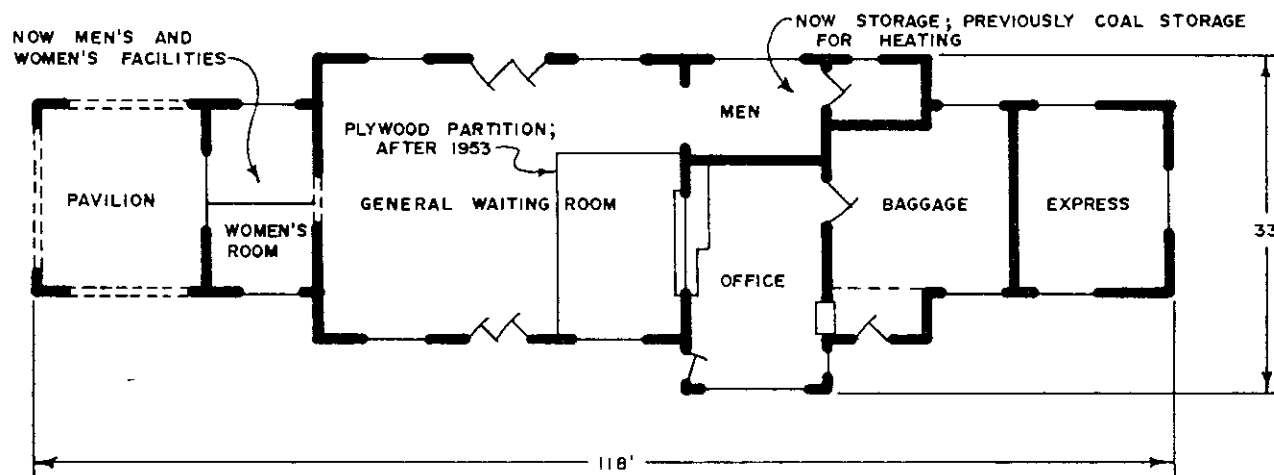 NOW MEN'S AND
WOMEN'S FACILITIES
NOW STORAGE; PREVIOUSLY COAL STORAGE
FOR HEATING
MEN
PLYWOOD PARTITION;
AFTER 1953
PAVILION
GENERAL WAITING ROOM
BAGGAGE
EXPRESS
WOMEN'S
ROOM
33
OFFICE
118'